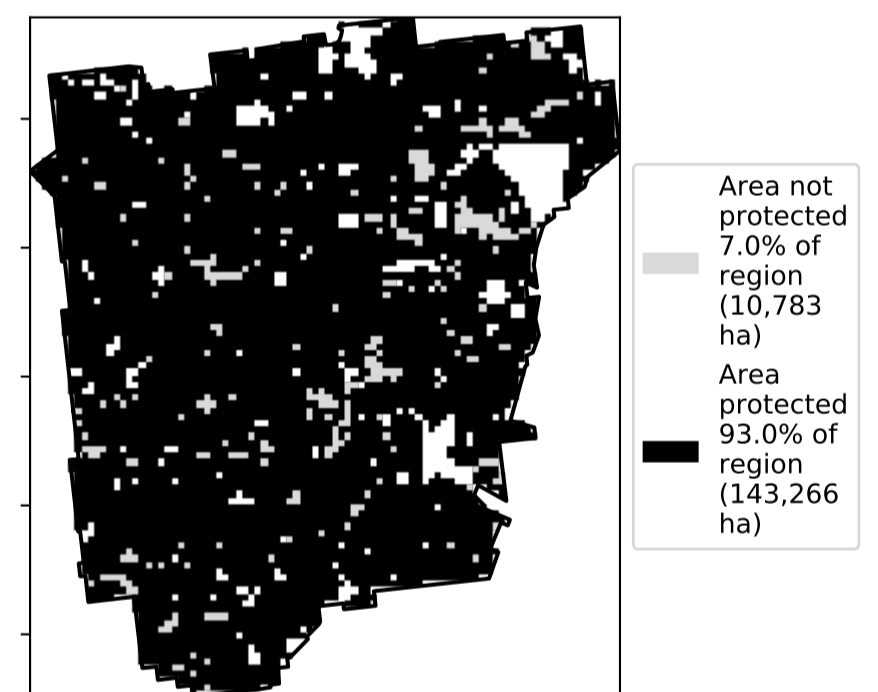 Area not
protected
7.0% of
region
(10,783
ha)
Area
protected
93.0% of
region
(143,266
ha)